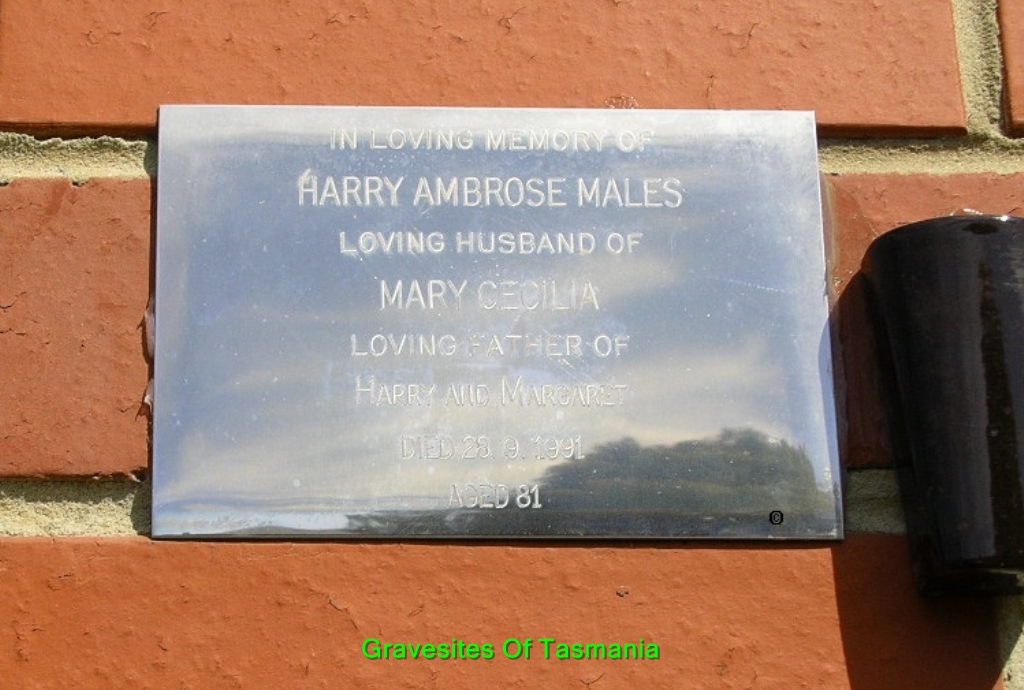 IN LOVING MEMORY OF
HARRY AMBROSE MALES
LOVING HUSBAND OF
MARY CECILIA
LOVING FATHER OF
HARRY AND MARGARET
DIED 28. 9. 1991
AGED 81
©
Gravesites Of Tasmania